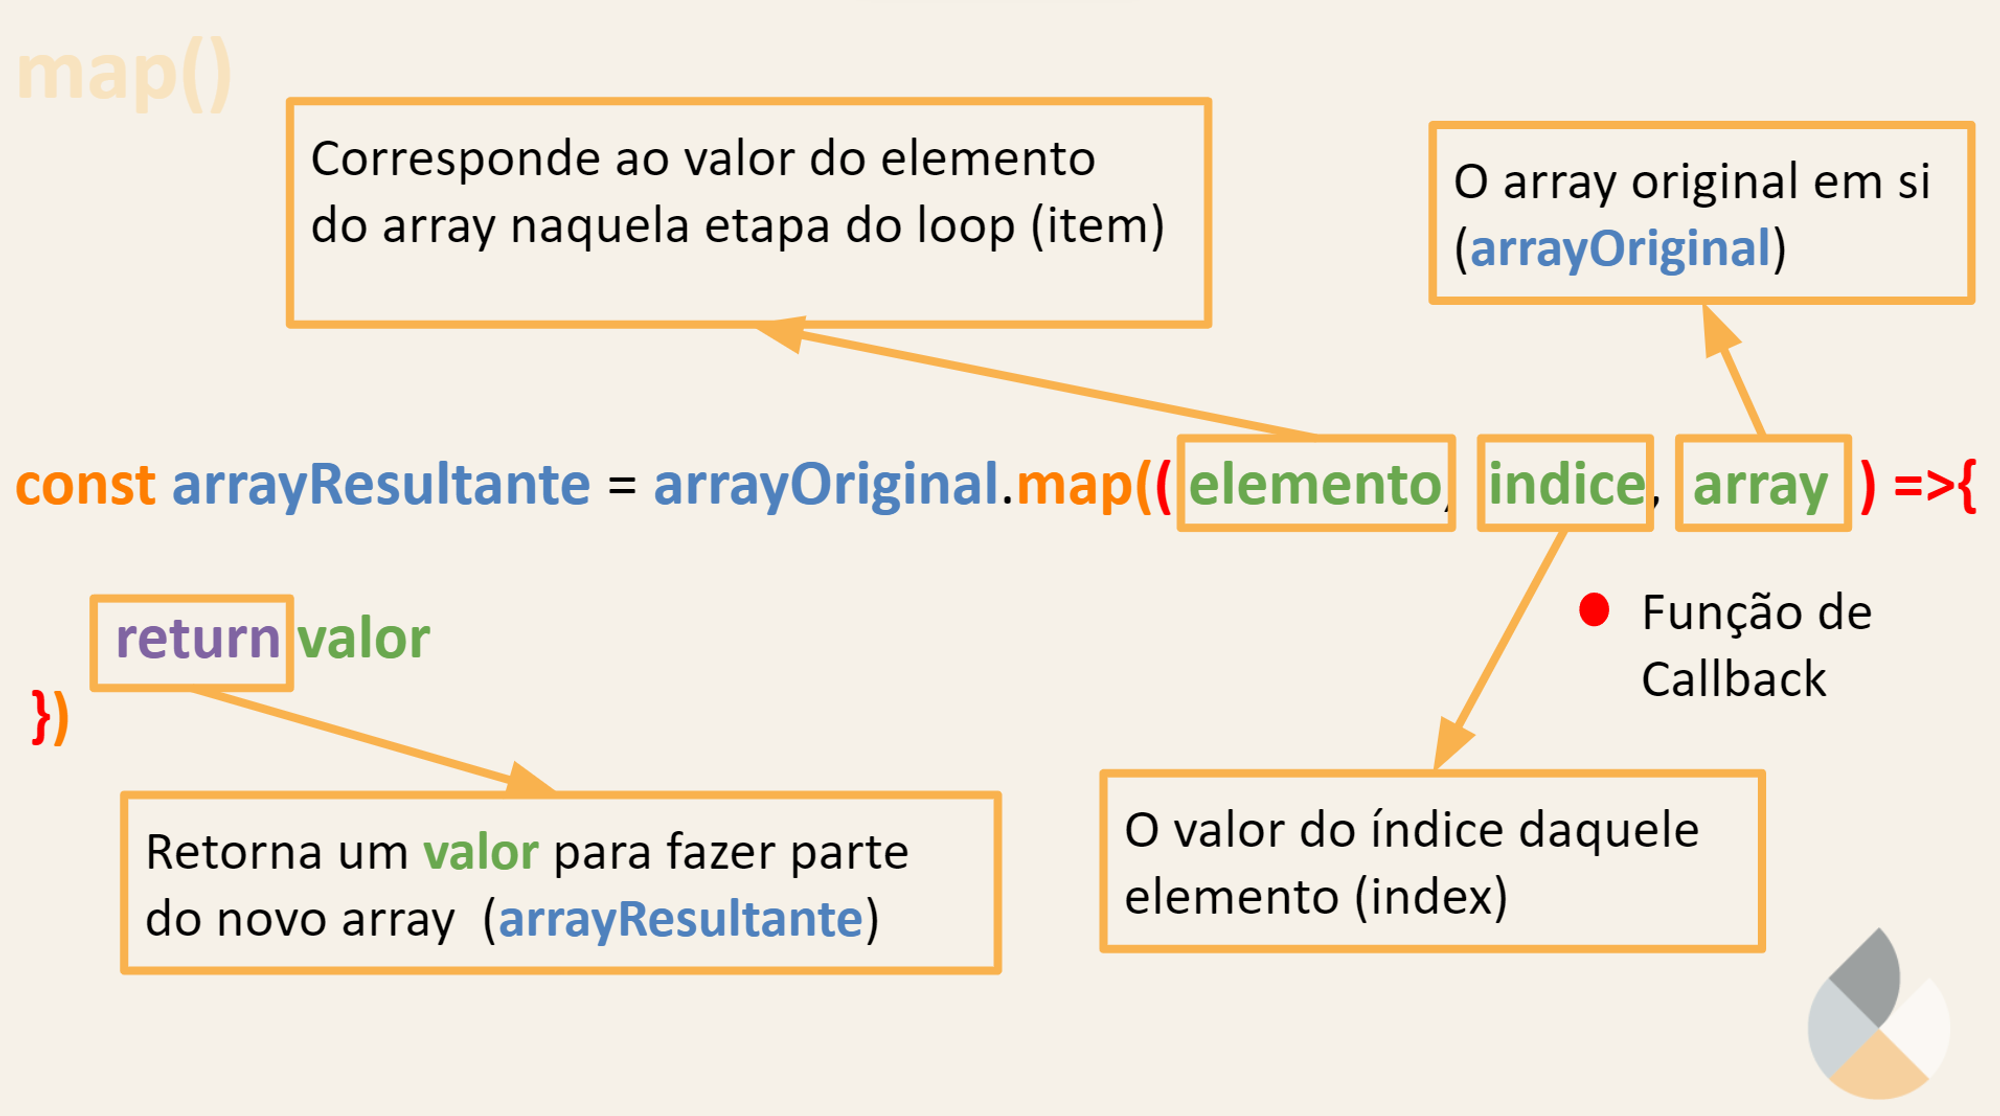 map()
Corresponde ao valor do elemento
do array naquela etapa do loop (item)
O array original em si
(arrayOriginal)
const arrayResultante = arrayOriginal.map(( elemento, indice, array ) =>{
return valor
})
Função de
Callback
Retorna um valor para fazer parte
do novo array (arrayResultante)
O valor do índice daquele
elemento (index)